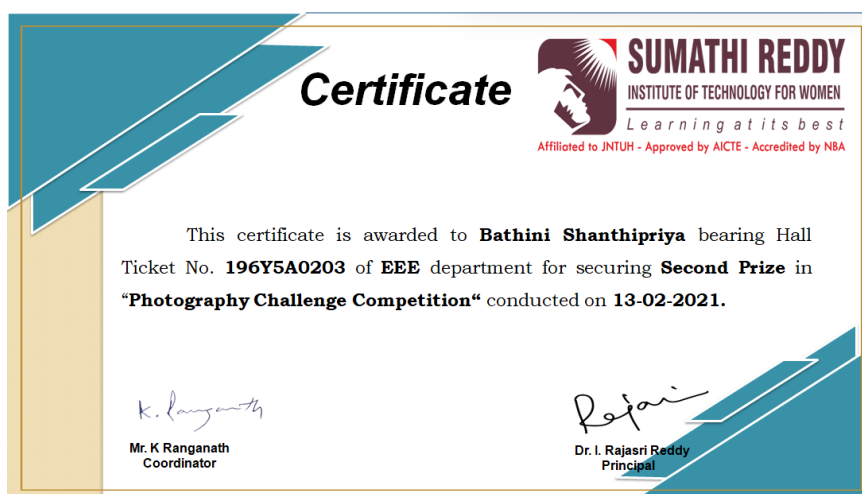 Certificate
SUMATHI REDDY
INSTITUTE OF TECHNOLOGY FOR WOMEN
Learning at its best
Affiliated to JNTUH - Approved by AICTE - Accredited by NBA
This certificate is awarded to Bathini Shanthipriya bearing Hall
Ticket No. 196Y5A0203 of EEE department for securing Second Prize in
“Photography Challenge Competition“ conducted on 13-02-2021.
K. Ranganath
Rajasri
Mr. K Ranganath
Coordinator
Dr. I. Rajasri Reddy
Principal